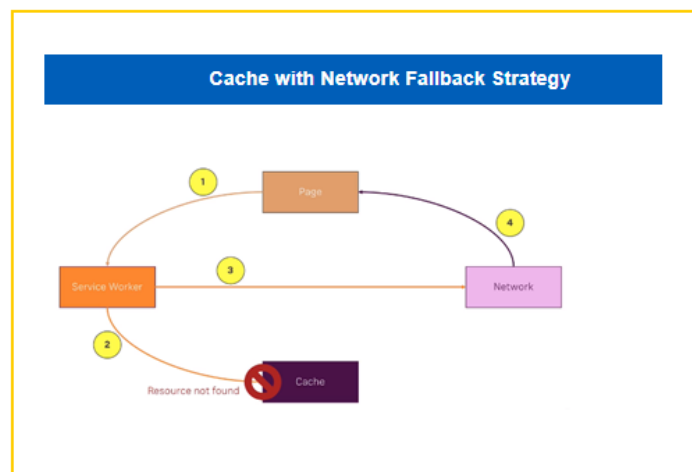 Cache with Network Fallback Strategy
1
Page
4
3
Service Worker
Network
2
Cache
Resource not found